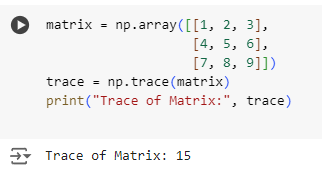 matrix = np.array([[1, 2, 3],
                   [4, 5, 6],
                   [7, 8, 9]])
trace = np.trace(matrix)
print("Trace of Matrix:", trace)
Trace of Matrix: 15